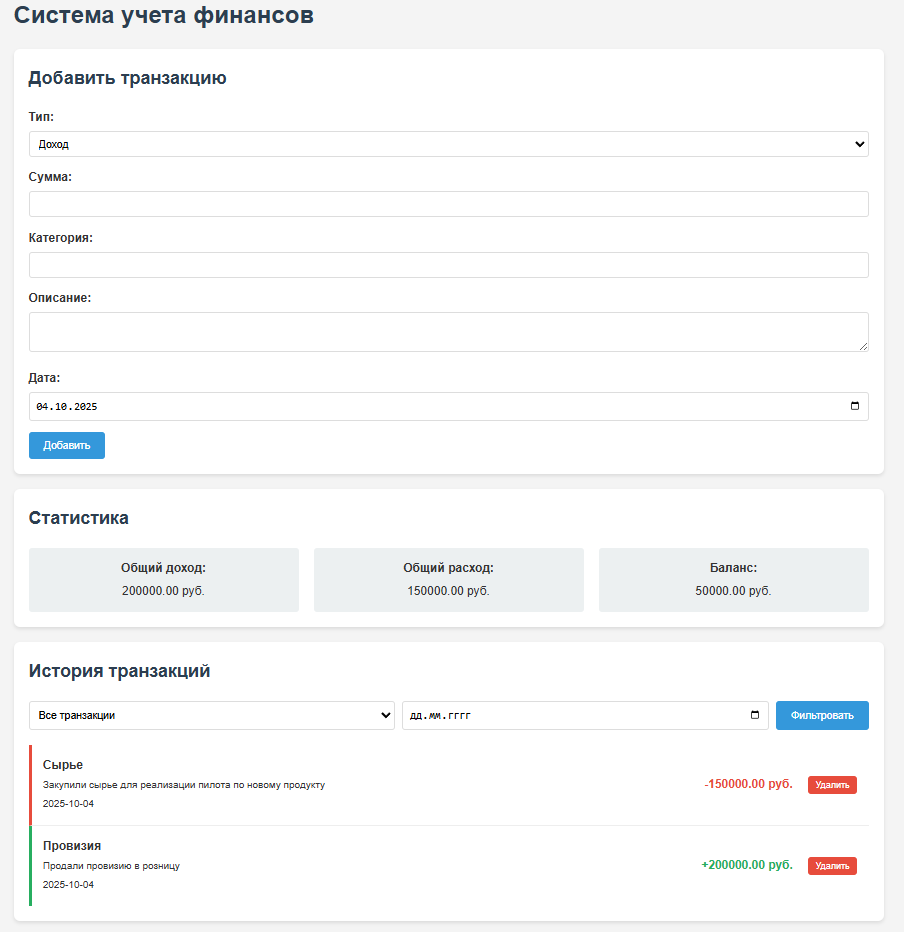 Система учета финансов
Добавить транзакцию
Тип:
Доход
Сумма:
Категория:
Описание:
Дата:
04.10.2025
Добавить
Статистика
Общий доход:
200000.00 руб.
Общий расход:
150000.00 руб.
Баланс:
50000.00 руб.
История транзакций
Все транзакции
дд.мм.гггг
Фильтровать
Сырье
Закупили сырье для реализации пилота по новому продукту
2025-10-04
-150000.00 руб.
Удалить
Провизия
Продали провизию в розницу
2025-10-04
+200000.00 руб.
Удалить